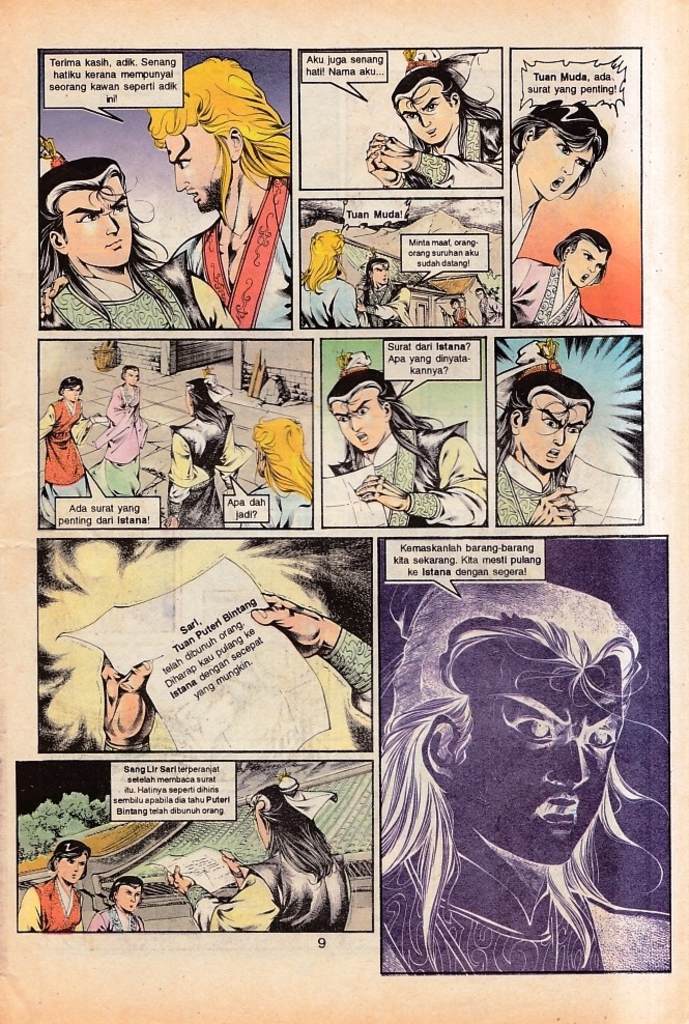 Terima kasih, adik. Senang
hatiku kerana mempunyai
seorang kawan seperti adik
ini!
Aku juga senang
hati! Nama aku...
Tuan Muda!
Minta maaf, orang-
orang suruhan aku
sudah datang!
Tuan Muda, ada
surat yang penting!
Ada surat yang
penting dari Istana!
Apa dah
jadi?
Surat dari Istana?
Apa yang dinyata-
kannya?
Sari,
Tuan Puteri Bintang
telah dibunuh orang.
Diharap kau pulang ke
Istana dengan secepat
yang mungkin.
Kemaskanlah barang-barang
kita sekarang. Kita mesti pulang
ke Istana dengan segera!
Sang Lir Sari terperanjat
setelah membaca surat
itu. Hatinya seperti dihiris
sembilu apabila dia tahu Puteri
Bintang telah dibunuh orang.
9